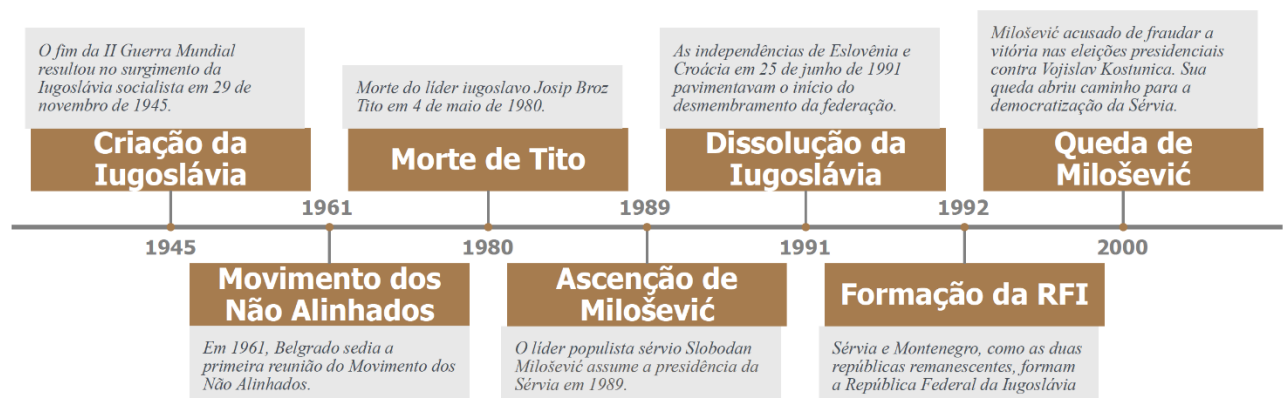 O fim da II Guerra Mundial
resultou no surgimento da
Iugoslávia socialista em 29 de
novembro de 1945.
Criação da
Iugoslávia
1945
1961
Movimento dos
Não Alinhados
Em 1961, Belgrado sedia a
primeira reunião do Movimento dos
Não Alinhados.
Morte do líder iugoslavo Josip Broz
Tito em 4 de maio de 1980.
Morte de Tito
1980
1989
Ascenção de
Milošević
O líder populista sérvio Slobodan
Milošević assume a presidência da
Sérvia em 1989.
As independências de Eslovênia e
Croácia em 25 de junho de 1991
pavimentavam o início do
desmembramento da federação.
Dissolução da
Iugoslávia
1991
1992
Formação da RFI
Sérvia e Montenegro, como as duas
repúblicas remanescentes, formam
a República Federal da Iugoslávia
Milošević acusado de fraudar a
vitória nas eleições presidenciais
contra Vojislav Kostunica. Sua
queda abriu caminho para a
democratização da Sérvia.
Queda de
Milošević
2000